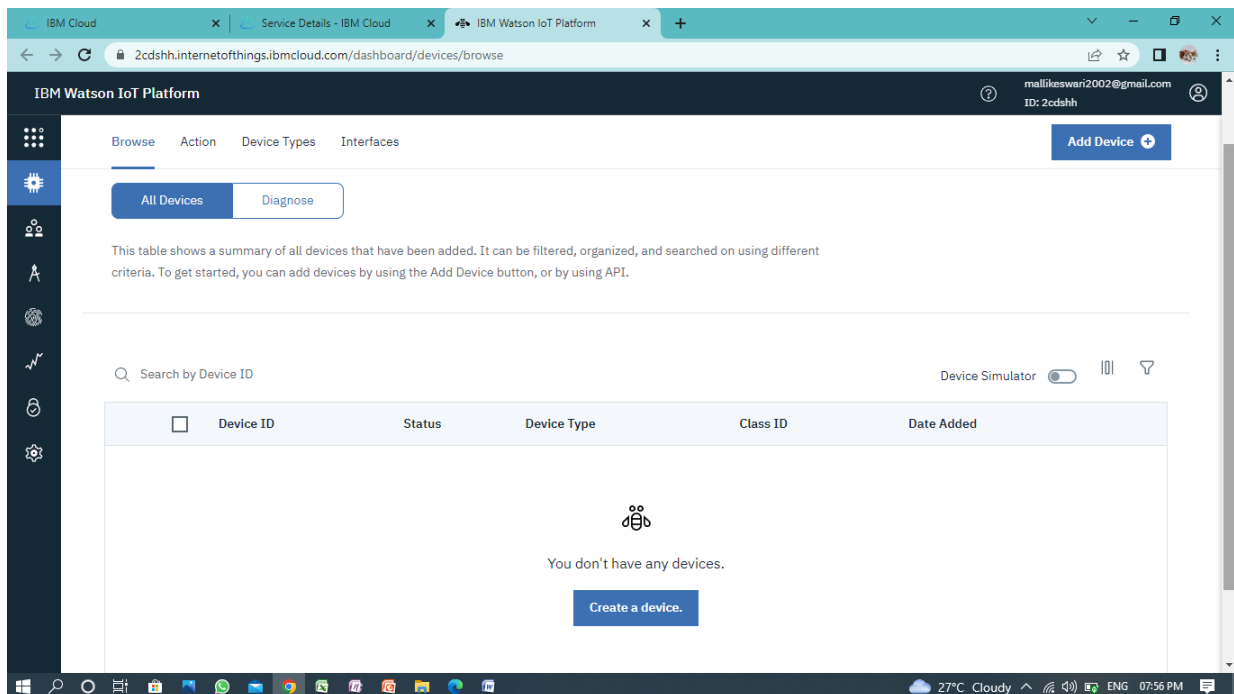 IBM Cloud
Service Details - IBM Cloud
IBM Watson IoT Platform
2cdshh.internetofthings.ibmcloud.com/dashboard/devices/browse
IBM Watson IoT Platform
mallikeswari2002@gmail.com
ID: 2cdshh
Browse Action Device Types Interfaces
Add Device
All Devices Diagnose
This table shows a summary of all devices that have been added. It can be filtered, organized, and searched on using different
criteria. To get started, you can add devices by using the Add Device button, or by using API.
Search by Device ID
Device Simulator
Device ID Status Device Type Class ID Date Added
You don't have any devices.
Create a device.
27°C Cloudy ENG 07:56 PM